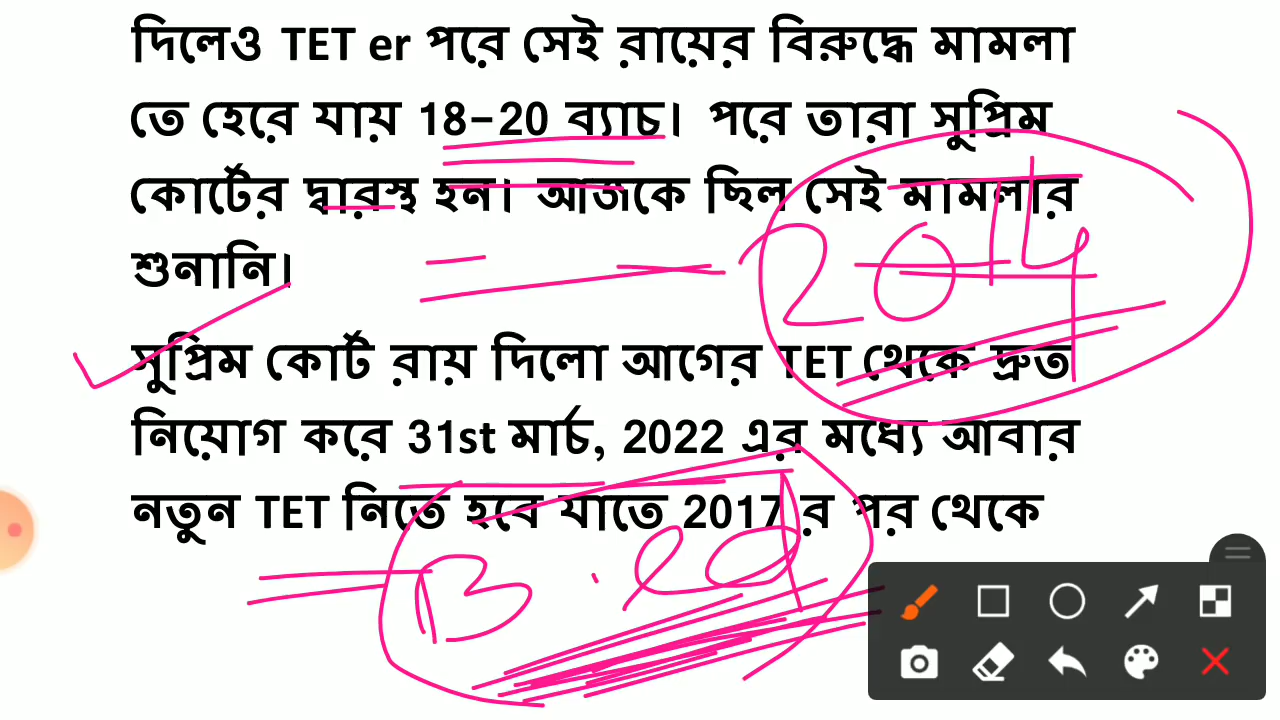 দিলেও TET er পরে সেই রায়ের বিরুদ্ধে মামলা
তে হেরে যায় 18-20 ব্যাচ। পরে তারা সুপ্রিম
কোর্টের দ্বারস্থ হন। আজকে ছিল সেই মামলার
শুনানি।
2014
সুপ্রিম কোর্ট রায় দিলো আগের TET থেকে দ্রুত
নিয়োগ করে 31st মার্চ, 2022 এর মধ্যে আবার
নতুন TET নিতে হবে যাতে 2017 র পর থেকে
B.ed